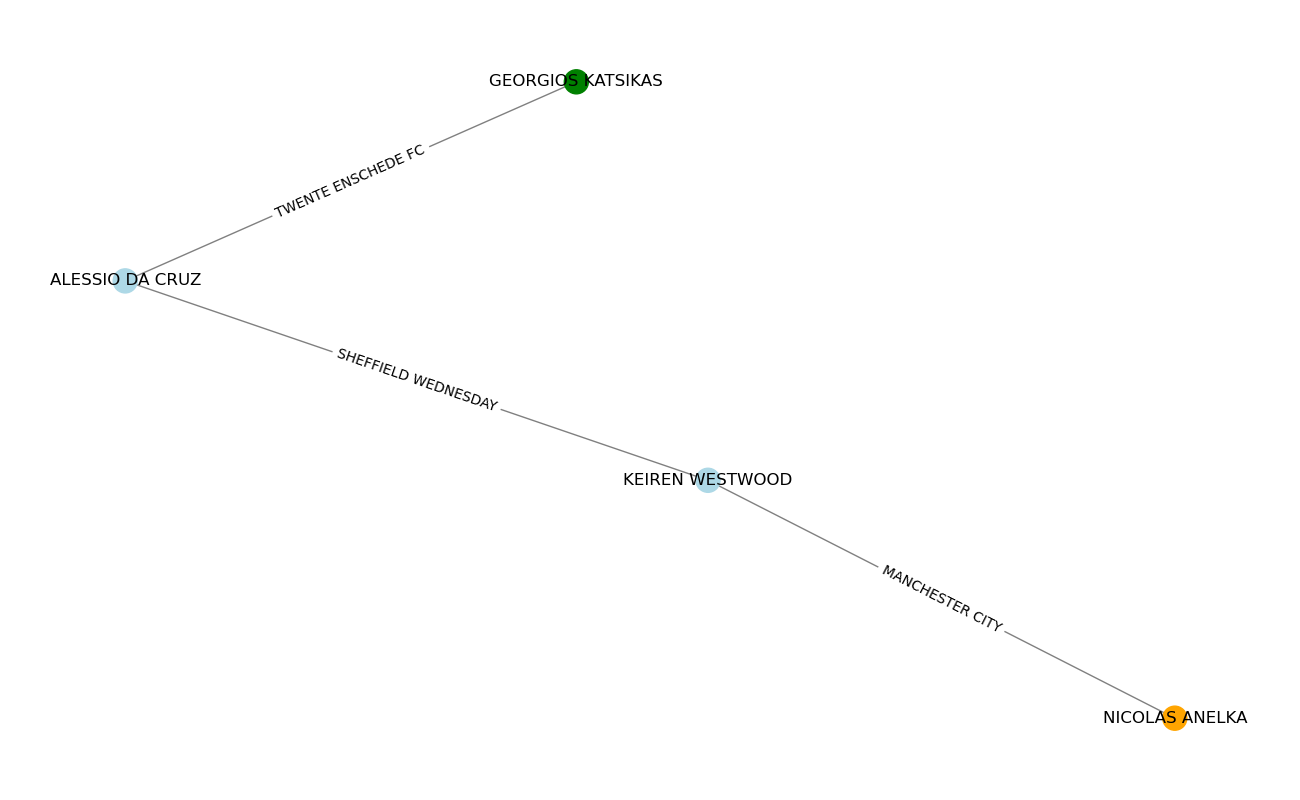 GEORGIOS KATSIKAS
TWENTE ENSCHEDE FC
ALESSIO DA CRUZ
SHEFFIELD WEDNESDAY
KEIREN WESTWOOD
MANCHESTER CITY
NICOLAS ANELKA